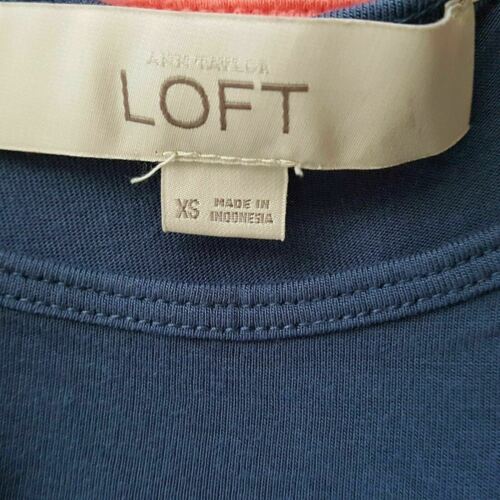 ANN TAYLOR
LOFT
XS MADE IN
INDONESIA